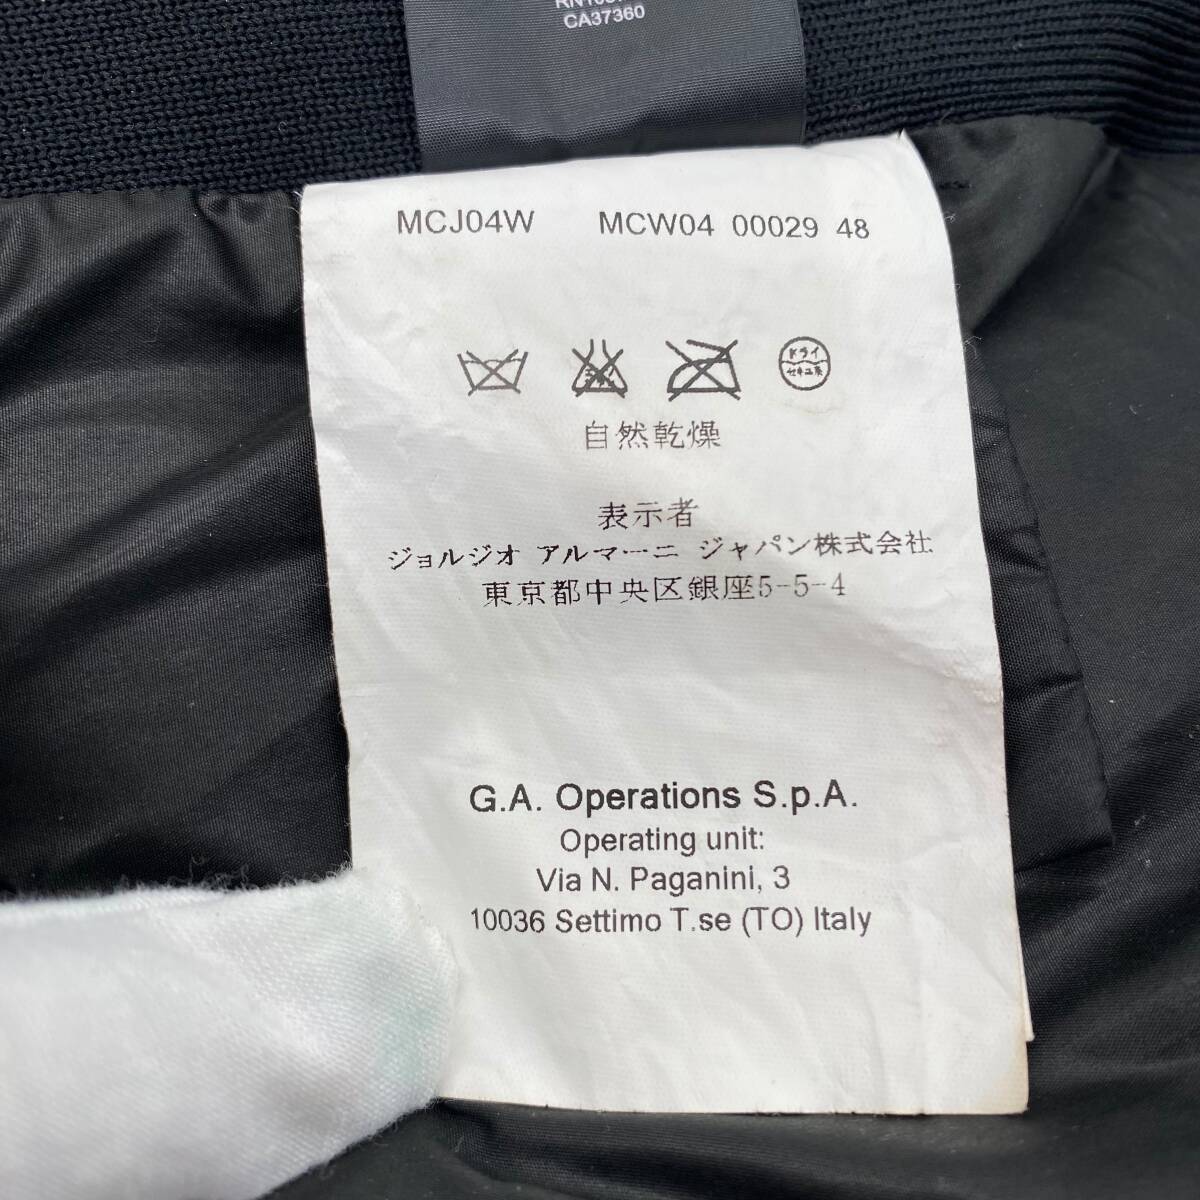 CA37360
MCJ04W MCW04 00029 48
ドライ
セキユ系
自然乾燥
表示者
ジョルジオ アルマーニ ジャパン株式会社
東京都中央区銀座5-5-4
G.A. Operations S.p.A.
Operating unit:
Via N. Paganini, 3
10036 Settimo T.se (TO) Italy